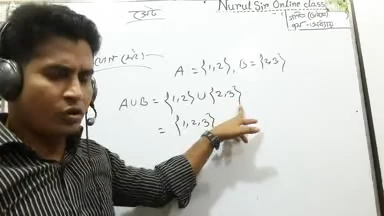 সেট
Nurul Sir Online class
A = {1,2}, B = {2,3}
A∪B = {1,2} ∪ {2,3}
= {1,2,3}